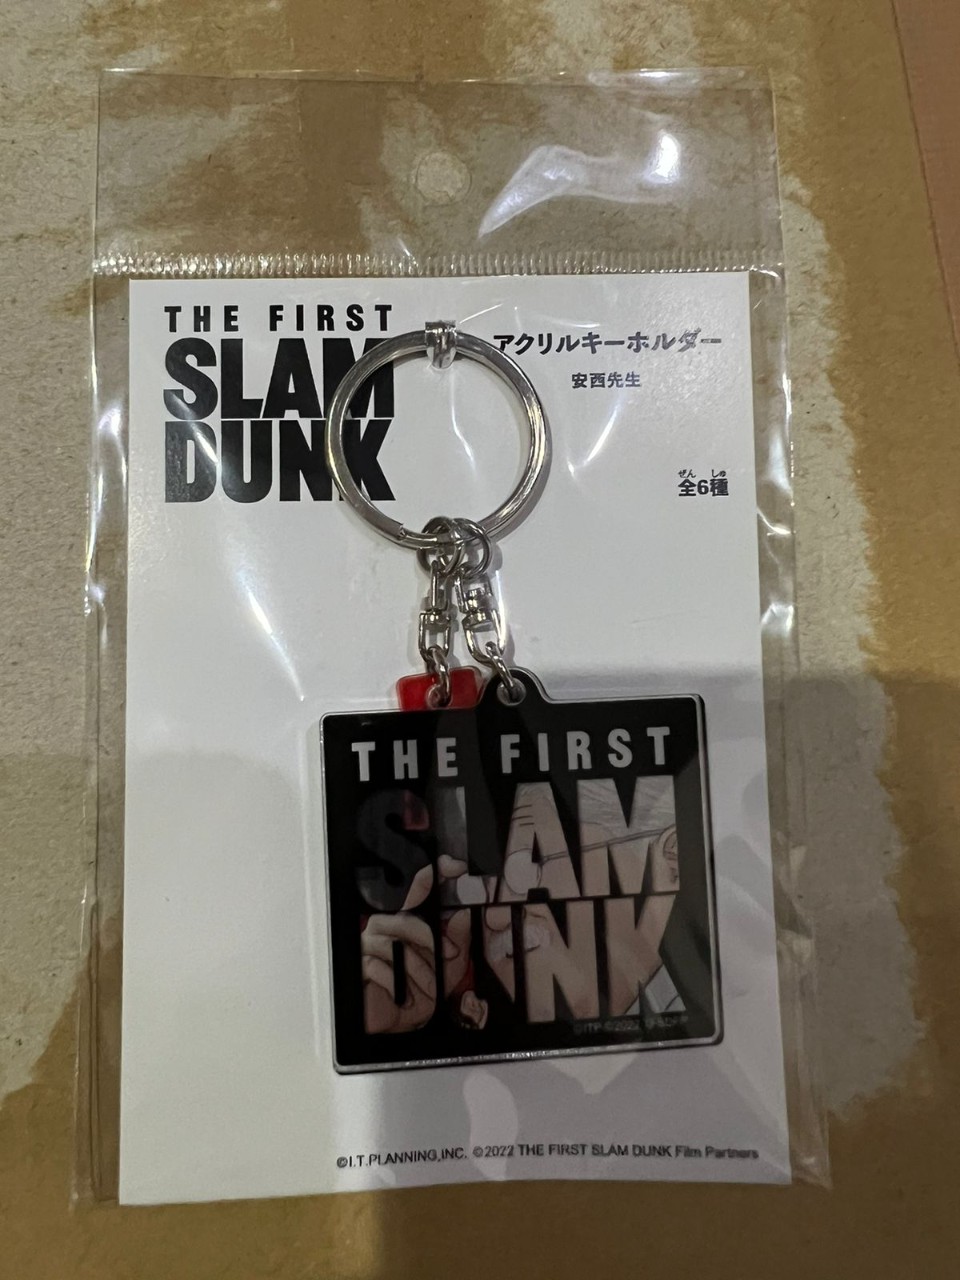 THE FIRST
SLAM
DUNK
アクリルキーホルダー
安西先生
ぜん しゅ
全6種
THE FIRST
SLAM
DUNK
©I.T.PLANNING,INC. ©2022 THE FIRST SLAM DUNK Film Partners